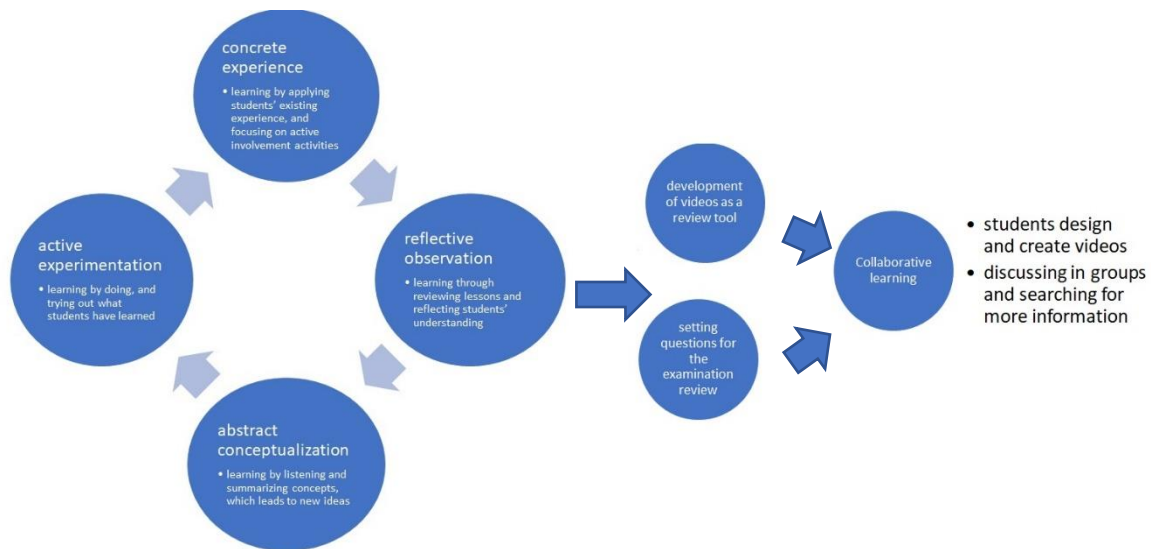 concrete
experience
• learning by applying
students’ existing
experience, and
focusing on active
involvement activities
reflective
observation
• learning through
reviewing lessons and
reflecting students’
understanding
abstract
conceptualization
• learning by listening and
summarizing concepts,
which leads to new ideas
active
experimentation
• learning by doing, and
trying out what
students have learned
development
of videos as a
review tool
setting
questions for
the
examination
review
Collaborative
learning
• students design
and create videos
• discussing in groups
and searching for
more information